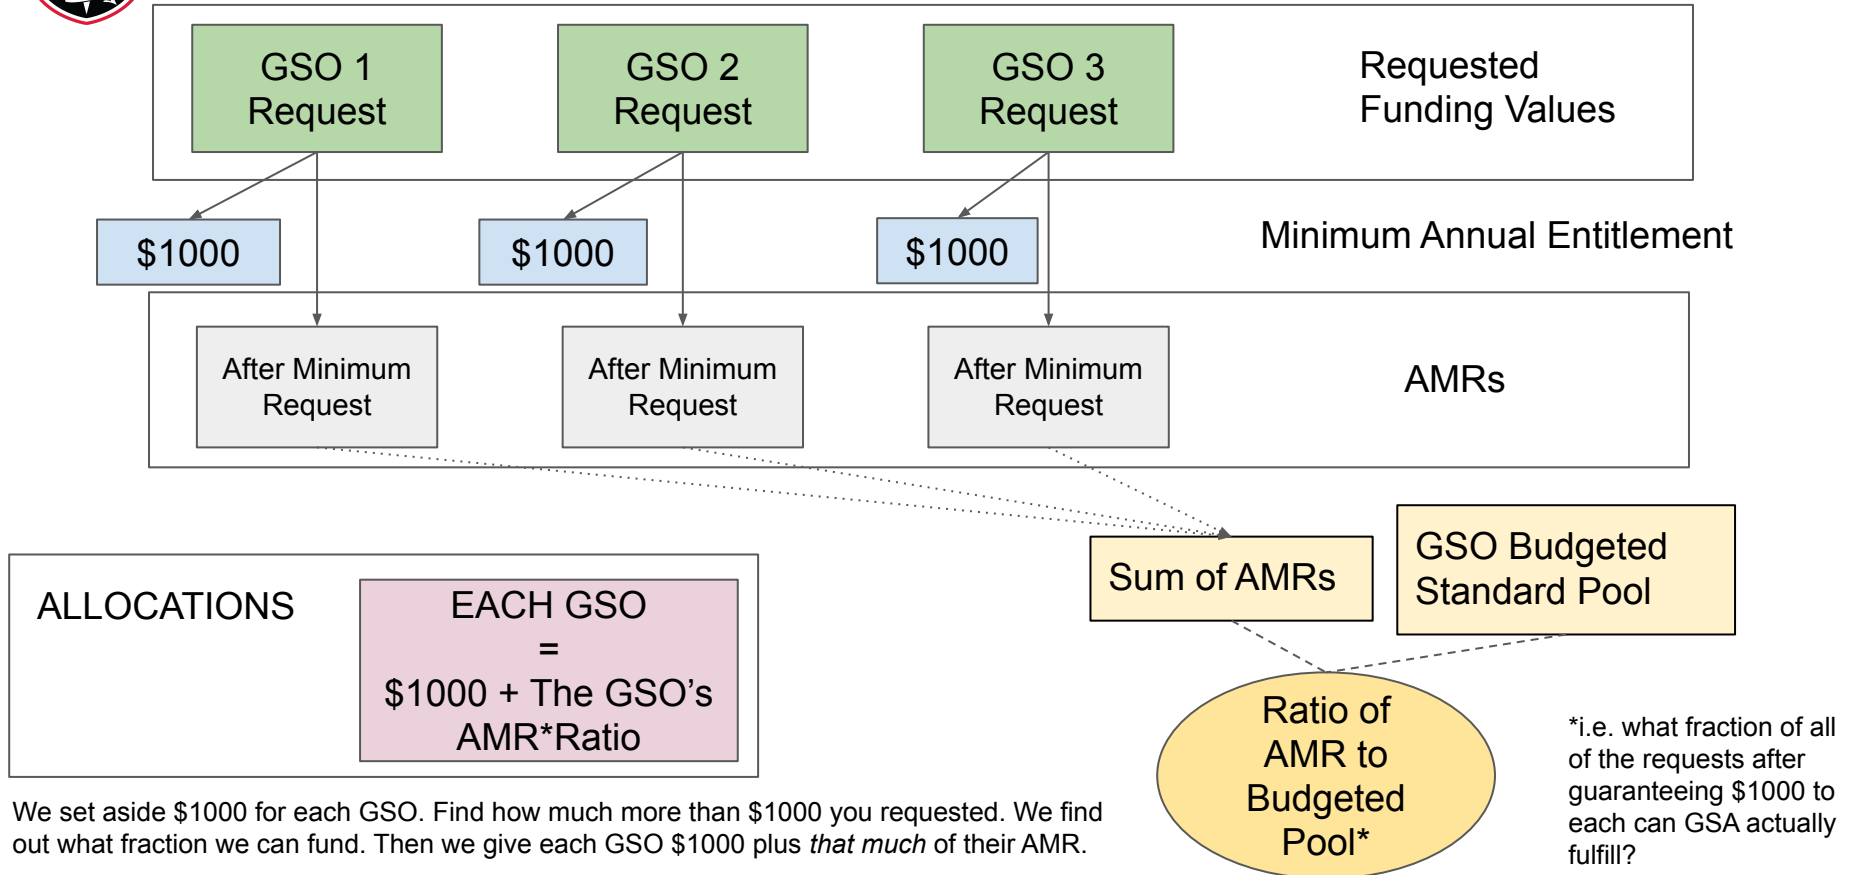 GSO 1
Request
GSO 2
Request
GSO 3
Request
Requested
Funding Values
$1000
$1000
$1000
Minimum Annual Entitlement
After Minimum
Request
After Minimum
Request
After Minimum
Request
AMRs
Sum of AMRs
GSO Budgeted
Standard Pool
ALLOCATIONS
EACH GSO
=
$1000 + The GSO’s
AMR*Ratio
Ratio of
AMR to
Budgeted
Pool*
*i.e. what fraction of all
of the requests after
guaranteeing $1000 to
each can GSA actually
fulfill?
We set aside $1000 for each GSO. Find how much more than $1000 you requested. We find
out what fraction we can fund. Then we give each GSO $1000 plus that much of their AMR.